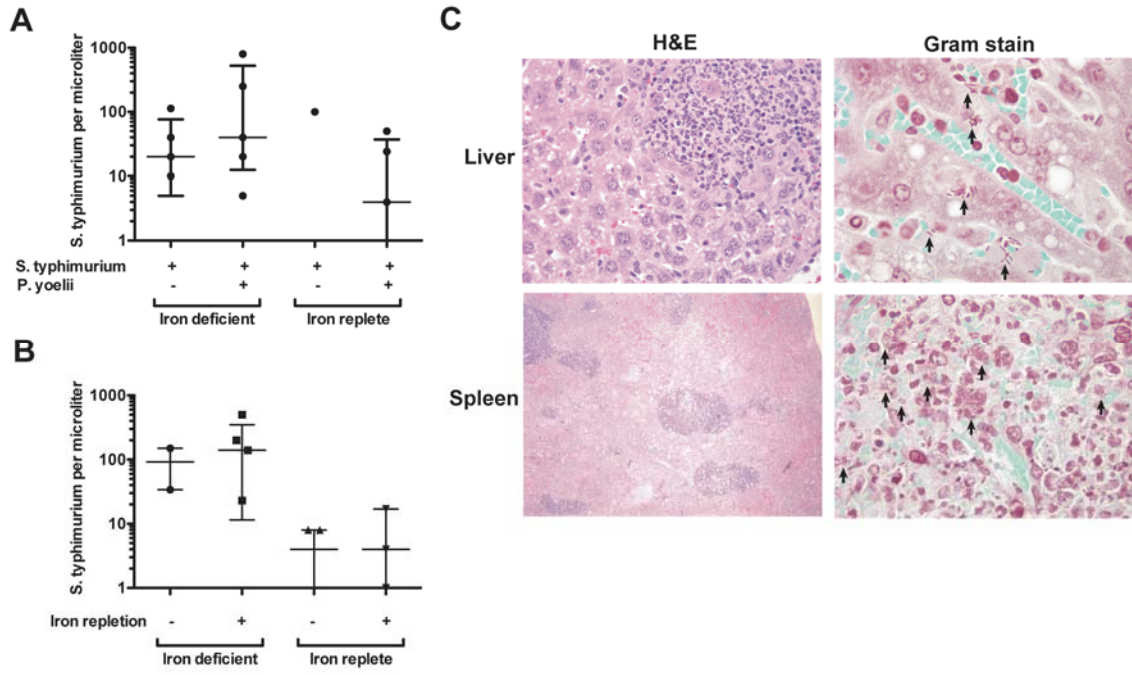 A
S. typhimurium per microliter
1000
100
10
1
S. typhimurium + + + +
P. yoelii - + - +
Iron deficient Iron replete
B
S. typhimurium per microliter
1000
100
10
1
Iron repletion - + - +
Iron deficient Iron replete
C
H&E Gram stain
Liver
Spleen